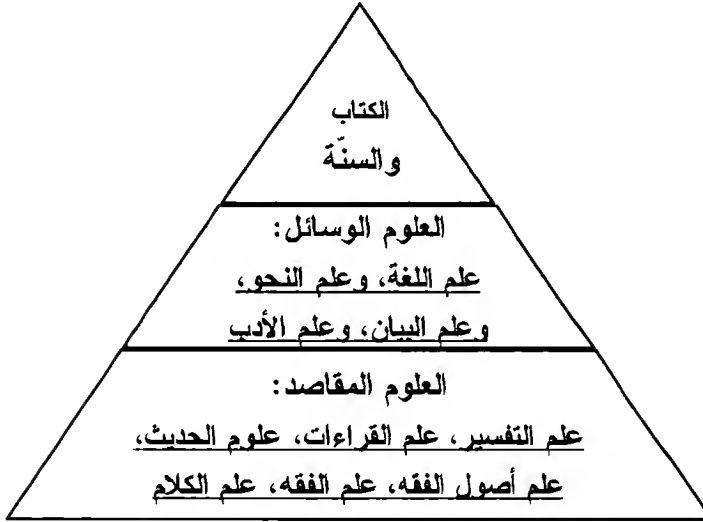 الكتاب
والسنّة
العلوم الوسائل:
علم اللغة، وعلم النحو،
وعلم البيان، وعلم الأدب
العلوم المقاصد:
علم التفسير، علم القراءات، علوم الحديث،
علم أصول الفقه، علم الفقه، علم الكلام